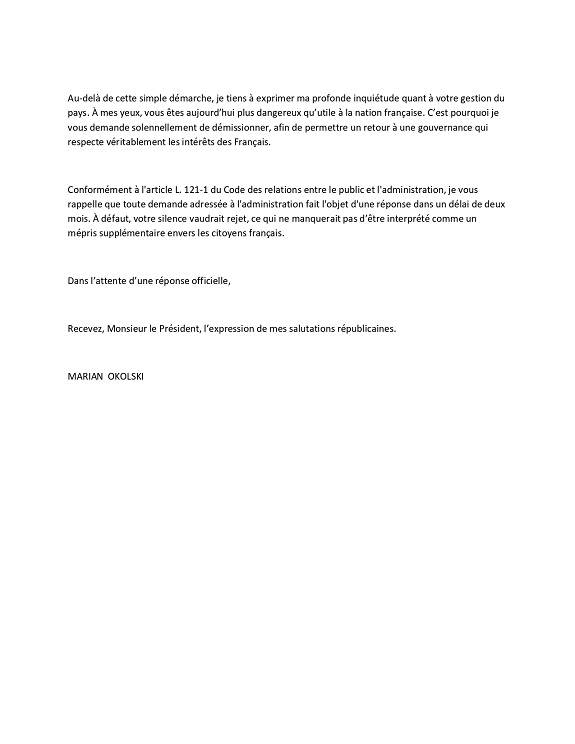 Au-delà de cette simple démarche, je tiens à exprimer ma profonde inquiétude quant à votre gestion du
pays. À mes yeux, vous êtes aujourd’hui plus dangereux qu’utile à la nation française. C’est pourquoi je
vous demande solennellement de démissionner, afin de permettre un retour à une gouvernance qui
respecte véritablement les intérêts des Français.
Conformément à l'article L. 121-1 du Code des relations entre le public et l'administration, je vous
rappelle que toute demande adressée à l'administration fait l'objet d'une réponse dans un délai de deux
mois. À défaut, votre silence vaudrait rejet, ce qui ne manquerait pas d’être interprété comme un
mépris supplémentaire envers les citoyens français.
Dans l’attente d’une réponse officielle,
Recevez, Monsieur le Président, l’expression de mes salutations républicaines.
MARIAN OKOLSKI